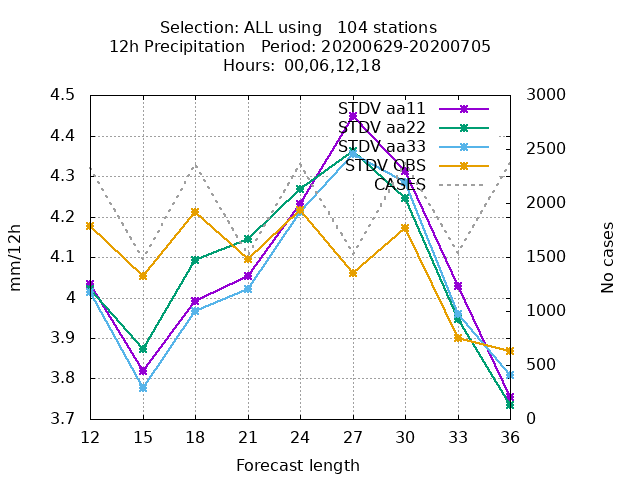 Selection: ALL using   104 stations
12h Precipitation   Period: 20200629-20200705
Hours:  00,06,12,18
4.5
4.4
4.3
4.2
4.1
4
3.9
3.8
3.7
mm/12h
STDV aa11
STDV aa22
STDV aa33
STDV OBS
CASES
3000
2500
2000
1500
1000
500
0
No cases
12 15 18 21 24 27 30 33 36
Forecast length